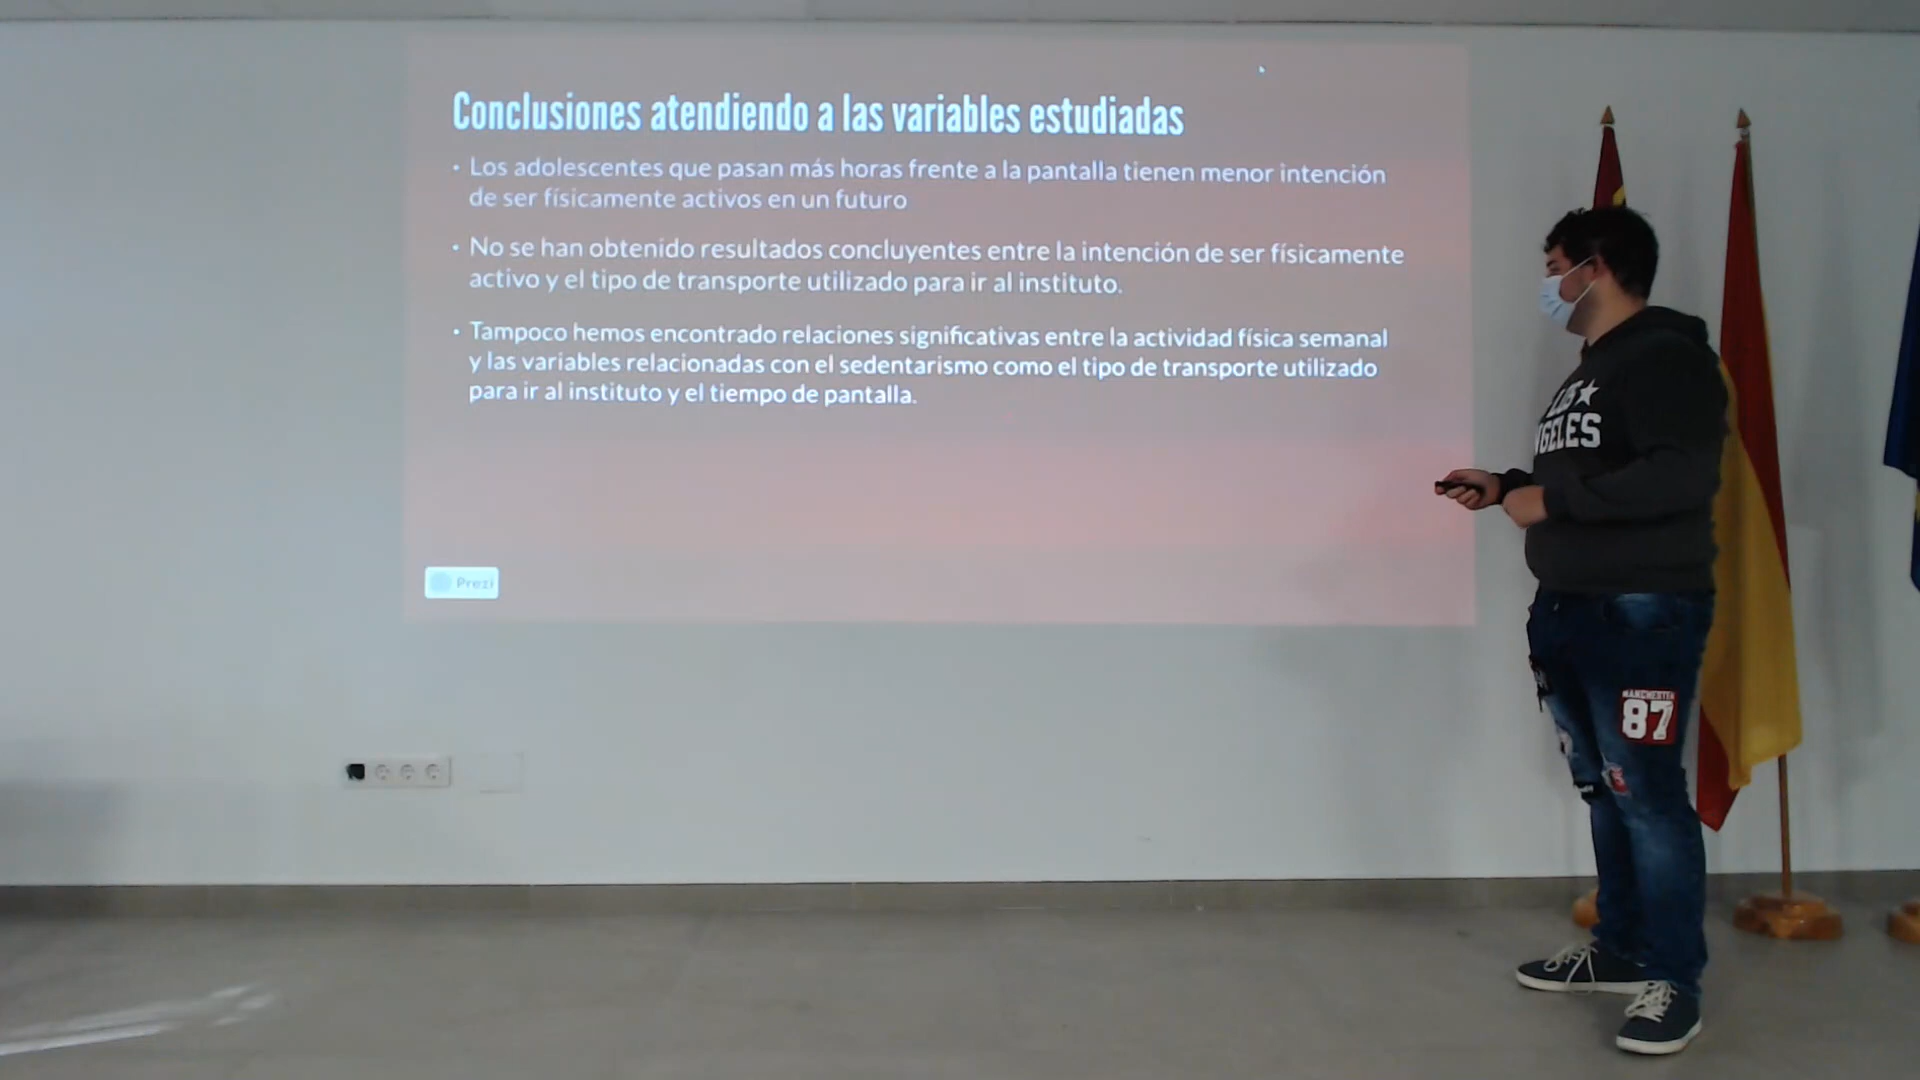 Conclusiones atendiendo a las variables estudiadas
• Los adolescentes que pasan más horas frente a la pantalla tienen menor intención
de ser físicamente activos en un futuro
• No se han obtenido resultados concluyentes entre la intención de ser físicamente
activo y el tipo de transporte utilizado para ir al instituto.
• Tampoco hemos encontrado relaciones significativas entre la actividad física semanal
y las variables relacionadas con el sedentarismo como el tipo de transporte utilizado
para ir al instituto y el tiempo de pantalla.
Prezi
87